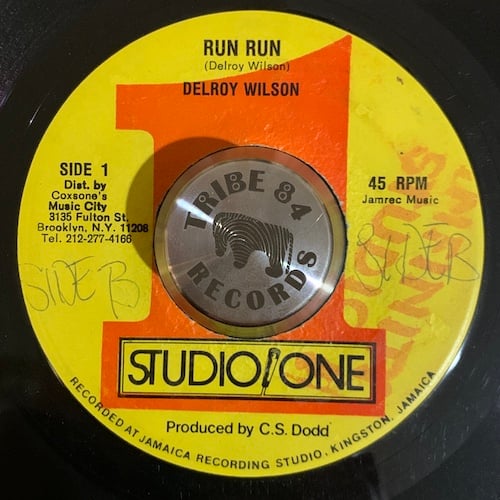 RUN RUN
(Delroy Wilson)
DELROY WILSON
SIDE 1
Dist. by
Coxsone's
Music City
3135 Fulton St.
Brooklyn, N.Y. 11208
Tel. 212-277-4166
45 RPM
Jamrec Music
TRIBE 84
RECORDS
SIDE B
SIDE B
STUDIO ONE
Produced by C.S. Dodd
RECORDED AT JAMAICA RECORDING STUDIO, KINGSTON, JAMAICA